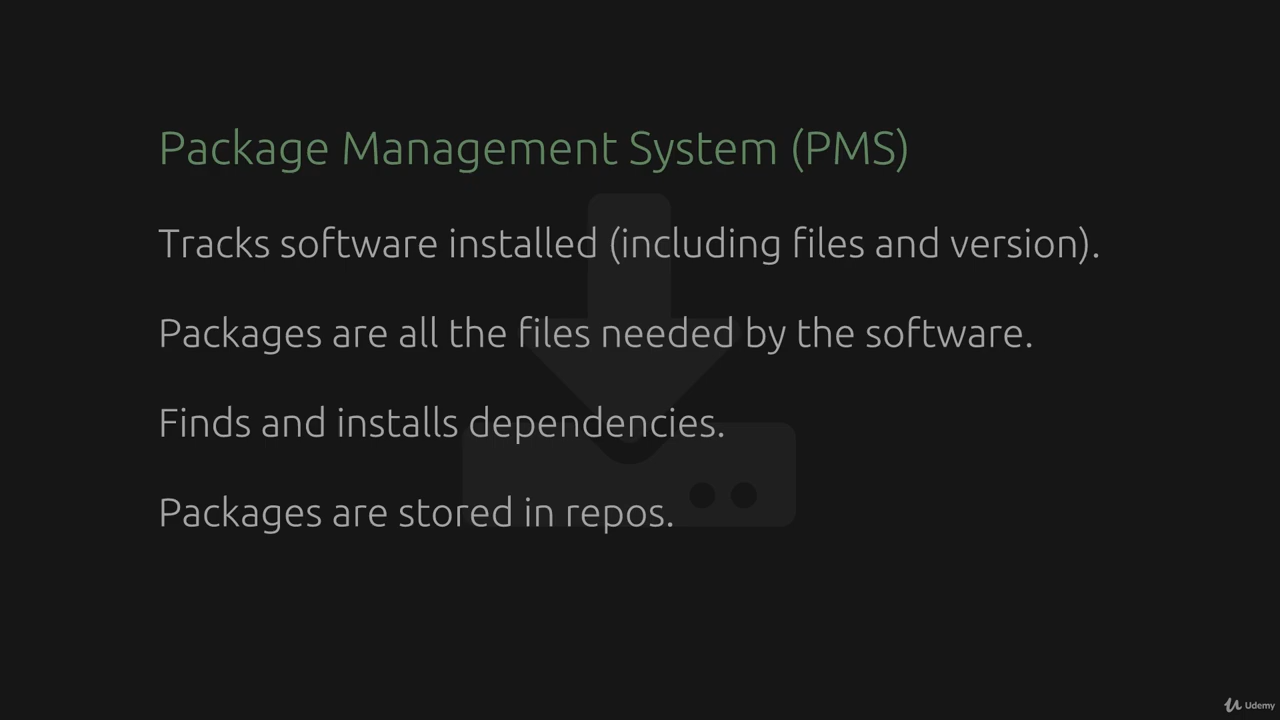 Package Management System (PMS)
Tracks software installed (including files and version).
Packages are all the files needed by the software.
Finds and installs dependencies.
Packages are stored in repos.
Udemy